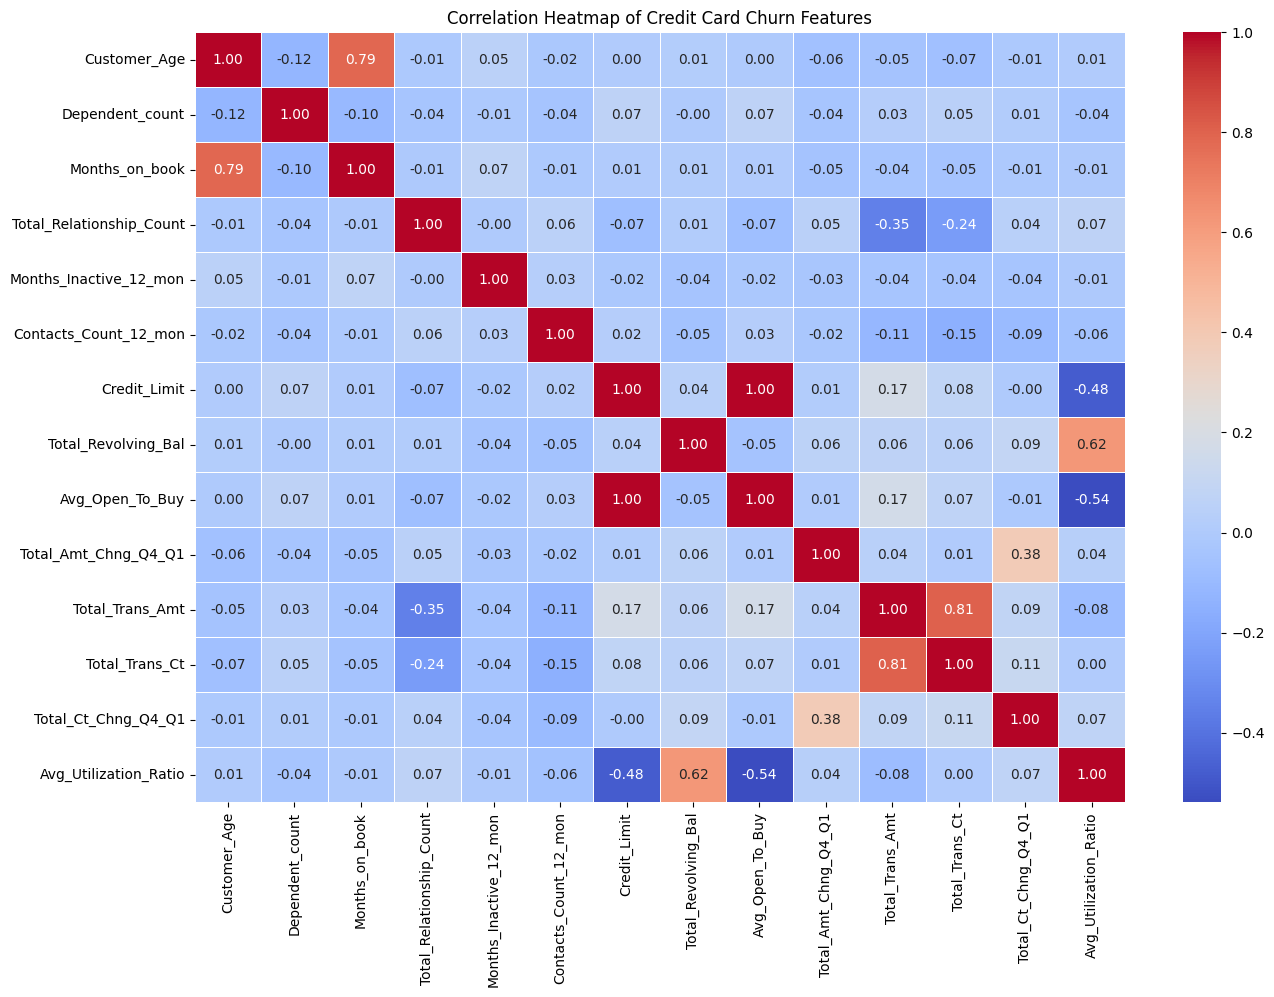 Correlation Heatmap of Credit Card Churn Features
Customer_Age 1.00 -0.12 0.79 -0.01 0.05 -0.02 0.00 0.01 0.00 -0.06 -0.05 -0.07 -0.01 0.01
Dependent_count -0.12 1.00 -0.10 -0.04 -0.01 -0.04 0.07 -0.00 0.07 -0.04 0.03 0.05 0.01 -0.04
Months_on_book 0.79 -0.10 1.00 -0.01 0.07 -0.01 0.01 0.01 0.01 -0.05 -0.04 -0.05 -0.01 -0.01
Total_Relationship_Count -0.01 -0.04 -0.01 1.00 -0.00 0.06 -0.07 0.01 -0.07 0.05 -0.35 -0.24 0.04 0.07
Months_Inactive_12_mon 0.05 -0.01 0.07 -0.00 1.00 0.03 -0.02 -0.04 -0.02 -0.03 -0.04 -0.04 -0.04 -0.01
Contacts_Count_12_mon -0.02 -0.04 -0.01 0.06 0.03 1.00 0.02 -0.05 0.03 -0.02 -0.11 -0.15 -0.09 -0.06
Credit_Limit 0.00 0.07 0.01 -0.07 -0.02 0.02 1.00 0.04 1.00 0.01 0.17 0.08 -0.00 -0.48
Total_Revolving_Bal 0.01 -0.00 0.01 0.01 -0.04 -0.05 0.04 1.00 -0.05 0.06 0.06 0.06 0.09 0.62
Avg_Open_To_Buy 0.00 0.07 0.01 -0.07 -0.02 0.03 1.00 -0.05 1.00 0.01 0.17 0.07 -0.01 -0.54
Total_Amt_Chng_Q4_Q1 -0.06 -0.04 -0.05 0.05 -0.03 -0.02 0.01 0.06 0.01 1.00 0.04 0.01 0.38 0.04
Total_Trans_Amt -0.05 0.03 -0.04 -0.35 -0.04 -0.11 0.17 0.06 0.17 0.04 1.00 0.81 0.09 -0.08
Total_Trans_Ct -0.07 0.05 -0.05 -0.24 -0.04 -0.15 0.08 0.06 0.07 0.01 0.81 1.00 0.11 0.00
Total_Ct_Chng_Q4_Q1 -0.01 0.01 -0.01 0.04 -0.04 -0.09 -0.00 0.09 -0.01 0.38 0.09 0.11 1.00 0.07
Avg_Utilization_Ratio 0.01 -0.04 -0.01 0.07 -0.01 -0.06 -0.48 0.62 -0.54 0.04 -0.08 0.00 0.07 1.00
Customer_Age
Dependent_count
Months_on_book
Total_Relationship_Count
Months_Inactive_12_mon
Contacts_Count_12_mon
Credit_Limit
Total_Revolving_Bal
Avg_Open_To_Buy
Total_Amt_Chng_Q4_Q1
Total_Trans_Amt
Total_Trans_Ct
Total_Ct_Chng_Q4_Q1
Avg_Utilization_Ratio
1.0
0.8
0.6
0.4
0.2
0.0
−0.2
−0.4